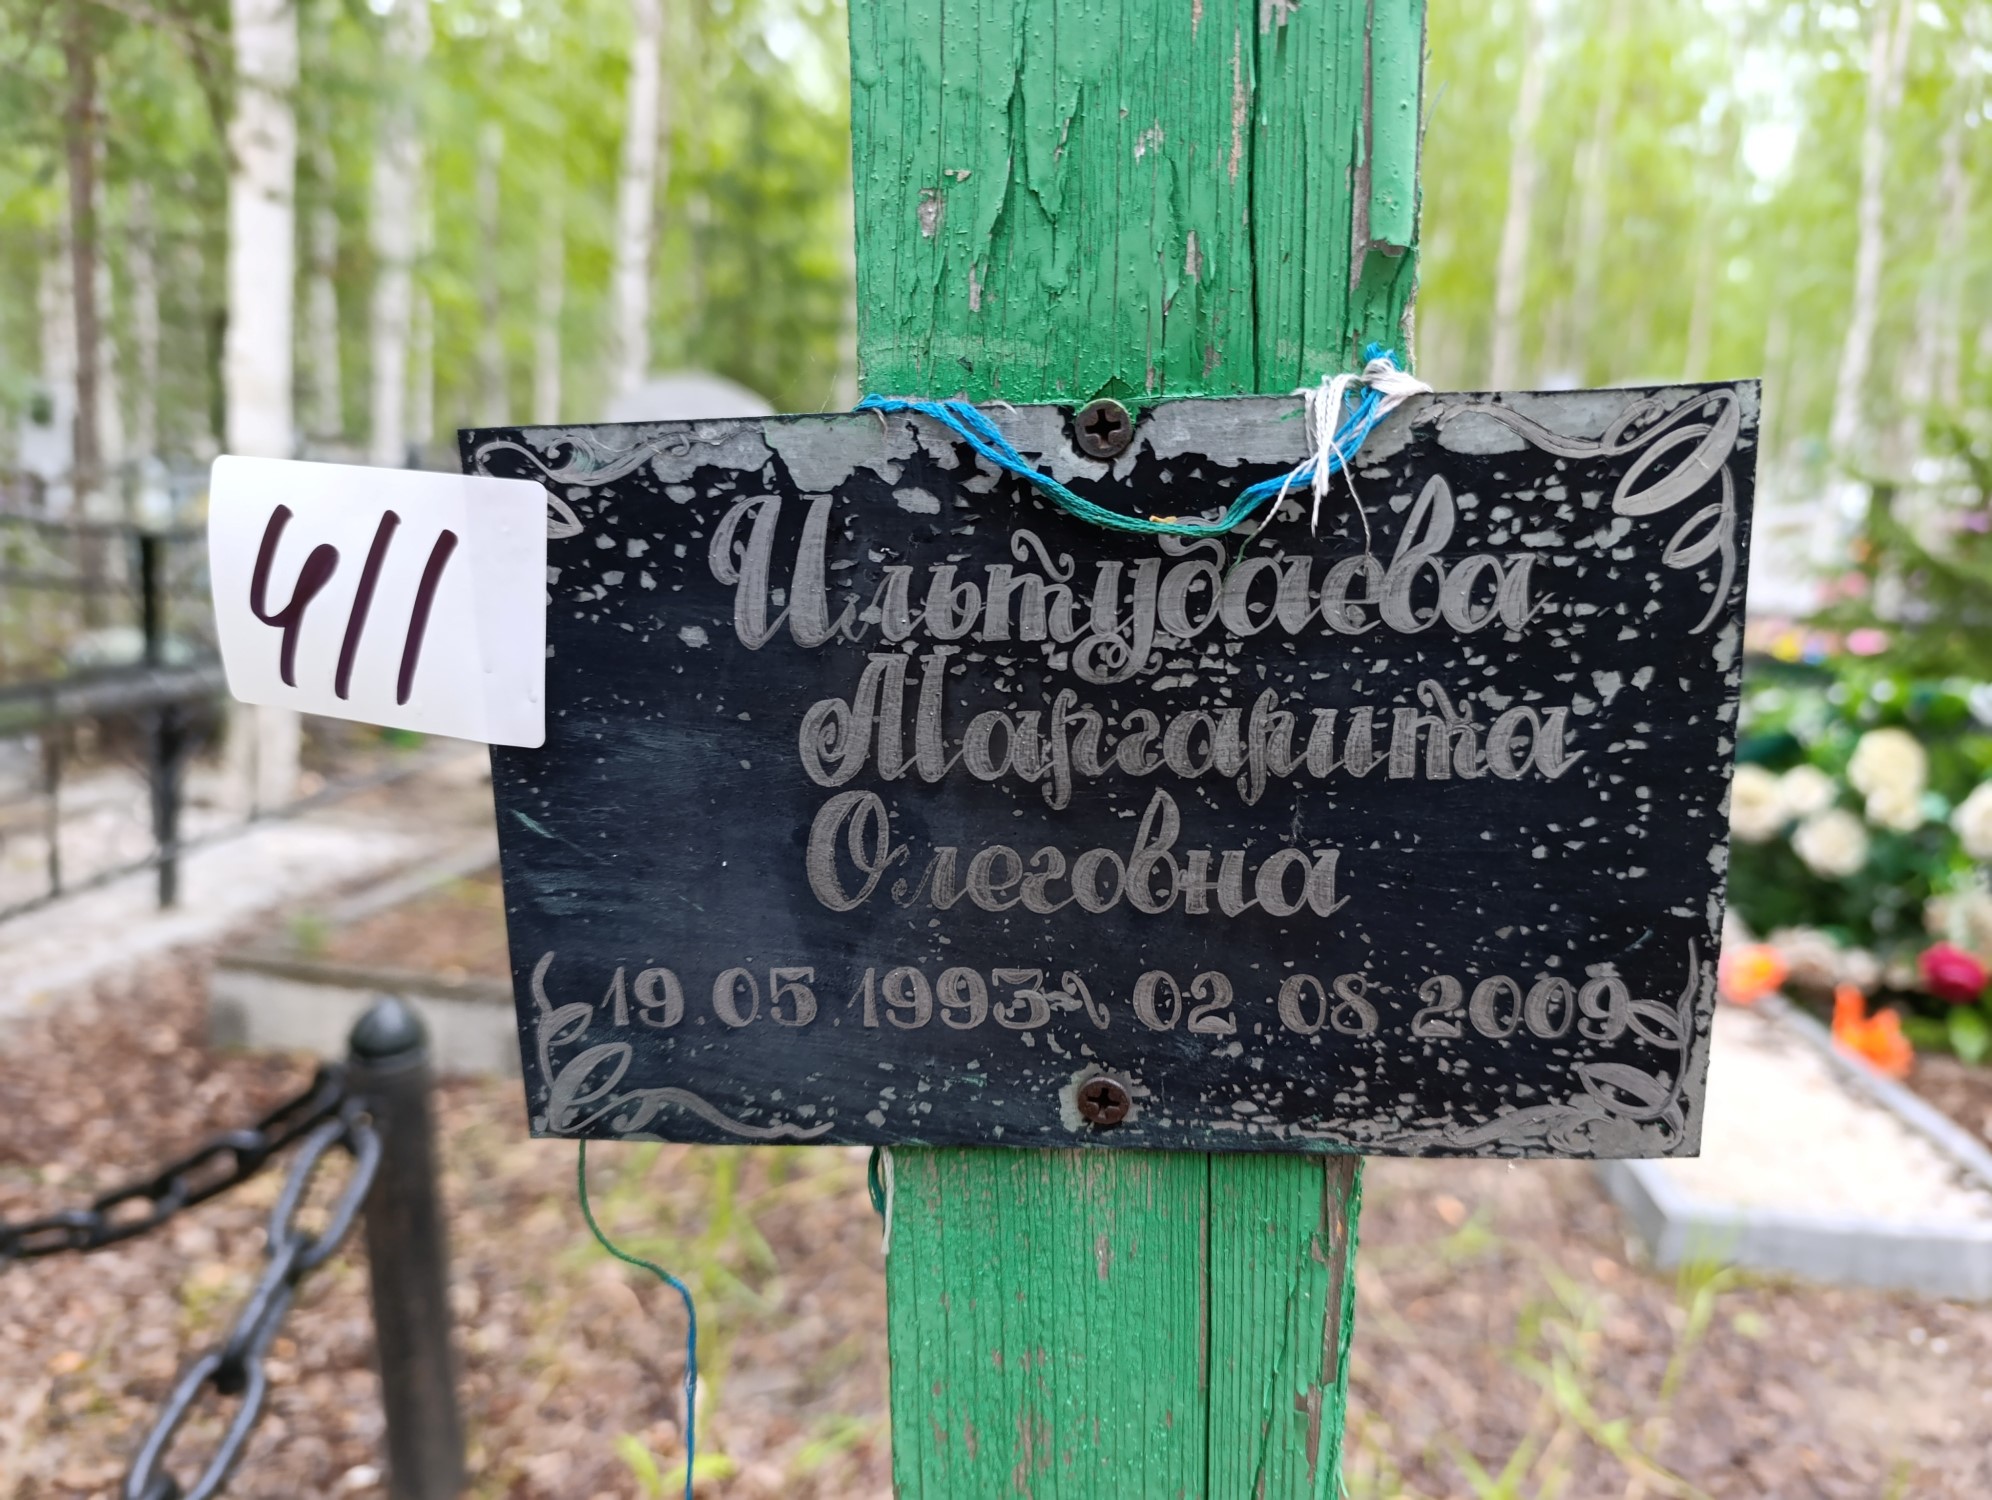 411
Ильтубаева
Маргарита
Олеговна
19.05.1993 ~ 02.08.2009